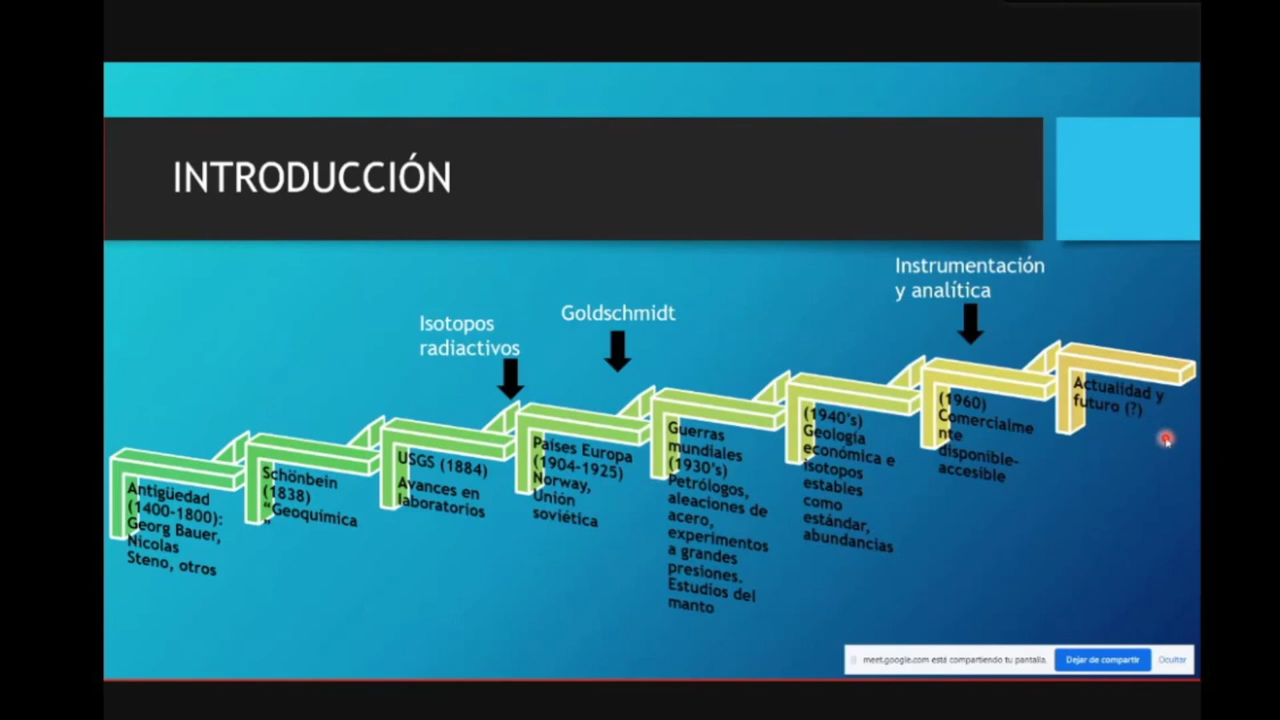 INTRODUCCIÓN
Instrumentación
y analítica
Goldschmidt
Isotopos
radiactivos
Antigüedad
(1400-1800):
Georg Bauer,
Nicolas
Steno, otros
Schönbein
(1838)
“Geoquímica
”
USGS (1884)
Avances en
laboratorios
Países Europa
(1904-1925)
Norway,
Unión
soviética
Guerras
mundiales
(1930’s)
Petrólogos,
aleaciones de
acero,
experimentos
a grandes
presiones.
Estudios del
manto
(1940’s)
Geología
económica e
isotopos
estables
como
estándar,
abundancias
(1960)
Comercialme
nte
disponible-
accesible
Actualidad y
futuro (?)
meet.google.com está compartiendo tu pantalla.
Dejar de compartir
Ocultar